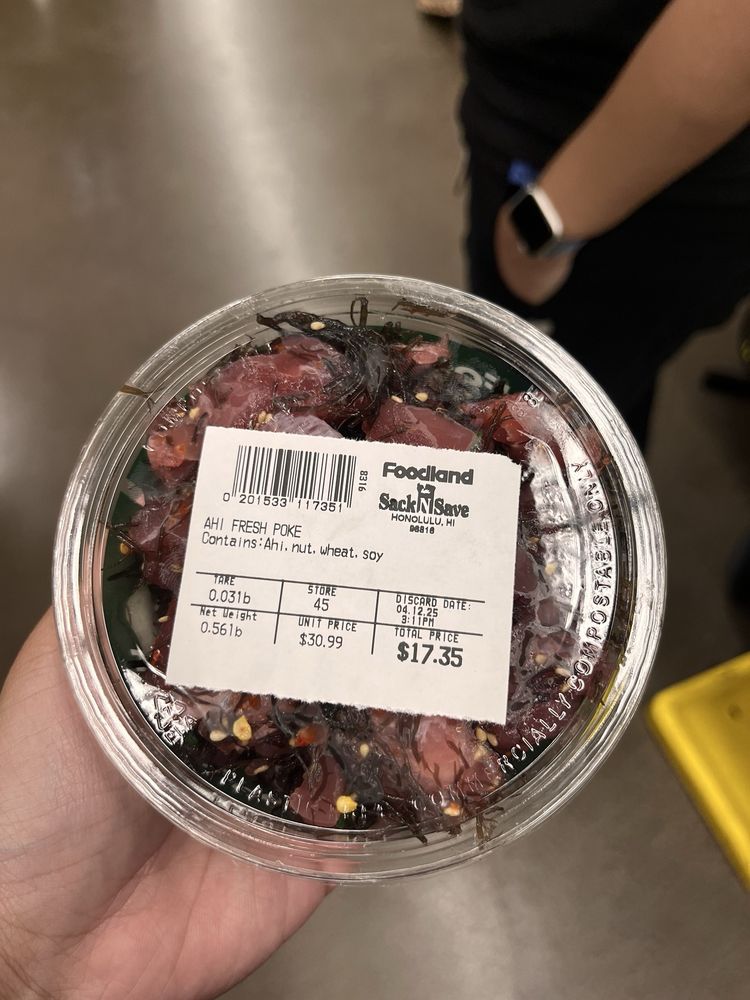 Foodland
Sack N Save
HONOLULU, HI
96816
8316
0 201533 117351
AHI FRESH POKE
Contains:Ahi, nut, wheat, soy
TARE
0.03lb
STORE
45
DISCARD DATE:
04.12.25
3:11PM
Net Weight
0.56lb
UNIT PRICE
$30.99
TOTAL PRICE
$17.35
COMMERCIALLY COMPOSTABLE ONLY